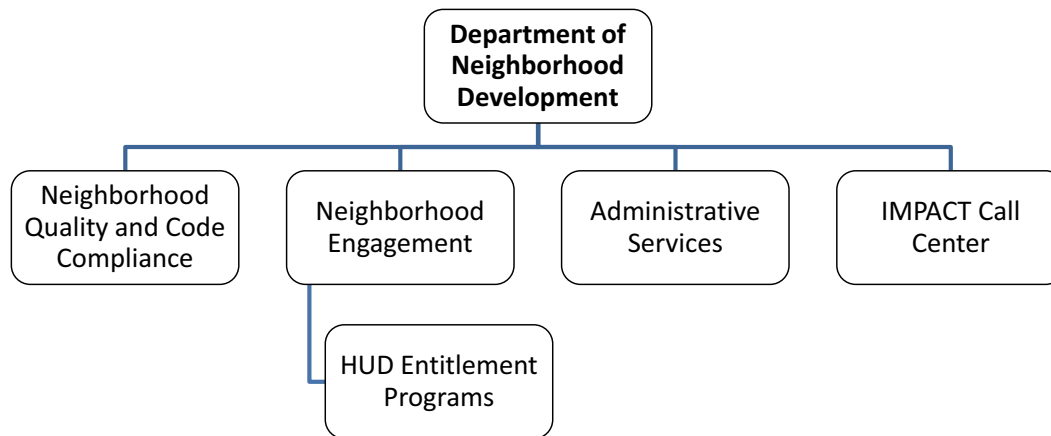 Department of
Neighborhood
Development
Neighborhood
Quality and Code
Compliance
Neighborhood
Engagement
Administrative
Services
IMPACT Call
Center
HUD Entitlement
Programs